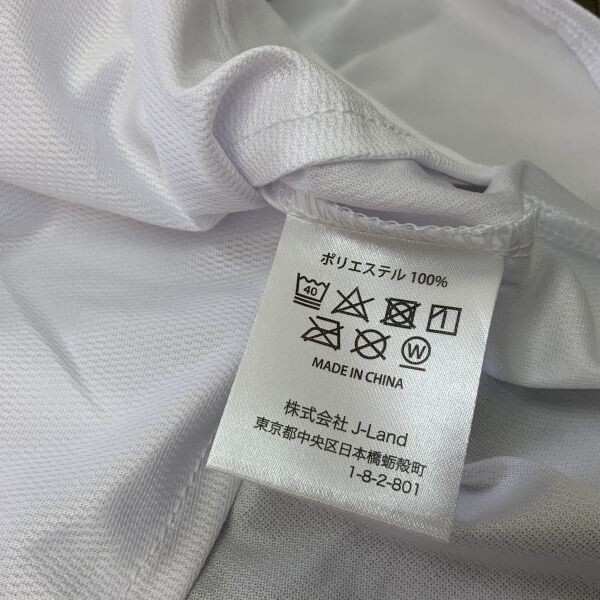 ポリエステル 100%
40
W
MADE IN CHINA
株式会社 J-Land
東京都中央区日本橋蛎殻町
1-8-2-801